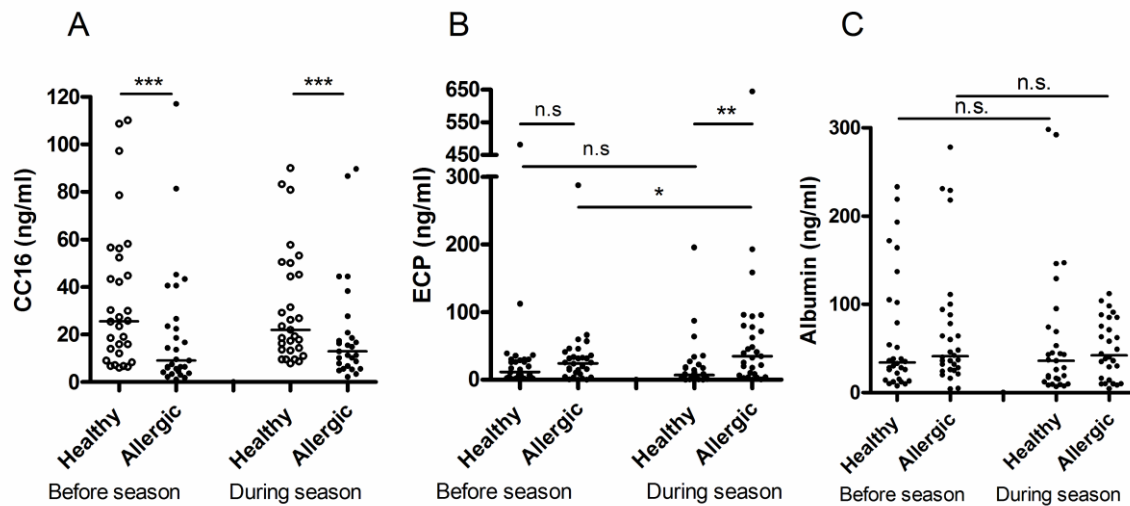 A
B
C
CC16 (ng/ml)
120
100
80
60
40
20
0
***
***
Healthy
Allergic
Healthy
Allergic
Before season
During season
ECP (ng/ml)
650
550
450
300
200
100
0
n.s
**
n.s
*
Healthy
Allergic
Healthy
Allergic
Before season
During season
Albumin (ng/ml)
300
200
100
0
n.s.
n.s.
Healthy
Allergic
Healthy
Allergic
Before season
During season